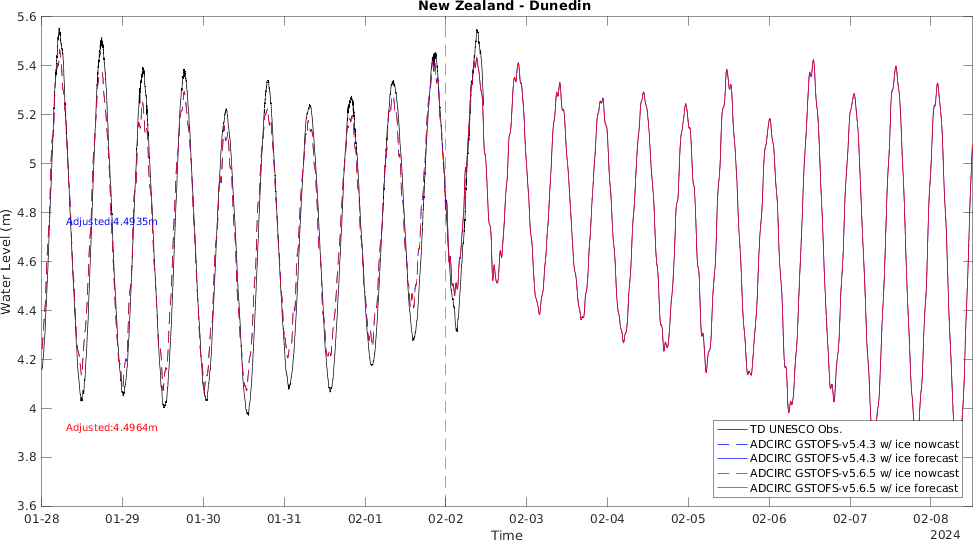 New Zealand - Dunedin
Water Level (m)
5.6
5.4
5.2
5
4.8
4.6
4.4
4.2
4
3.8
3.6
Adjusted:4.4935m
Adjusted:4.4964m
TD UNESCO Obs.
ADCIRC GSTOFS-v5.4.3 w/ ice nowcast
ADCIRC GSTOFS-v5.4.3 w/ ice forecast
ADCIRC GSTOFS-v5.6.5 w/ ice nowcast
ADCIRC GSTOFS-v5.6.5 w/ ice forecast
01-28 01-29 01-30 01-31 02-01 02-02 02-03 02-04 02-05 02-06 02-07 02-08
Time
2024